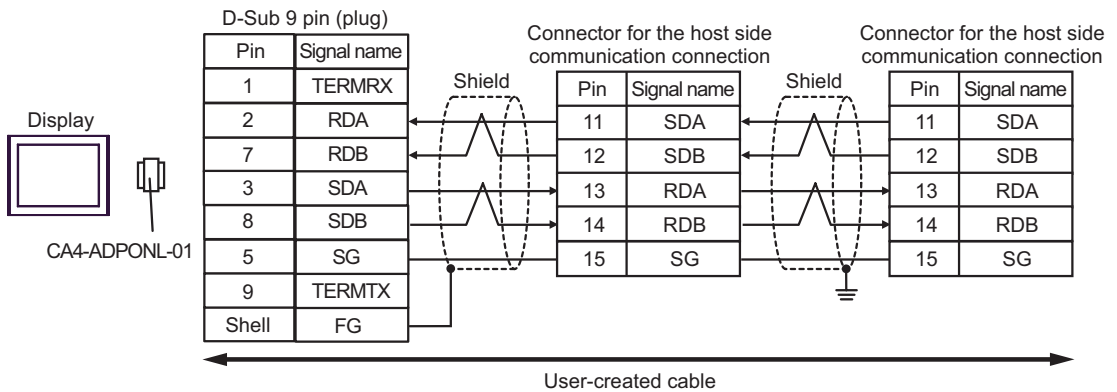 D-Sub 9 pin (plug)
Connector for the host side
communication connection
Connector for the host side
communication connection
Pin Signal name
1 TERMRX
2 RDA
7 RDB
3 SDA
8 SDB
5 SG
9 TERMTX
Shell FG
Shield
Pin Signal name
11 SDA
12 SDB
13 RDA
14 RDB
15 SG
Shield
Pin Signal name
11 SDA
12 SDB
13 RDA
14 RDB
15 SG
Display
CA4-ADPONL-01
User-created cable